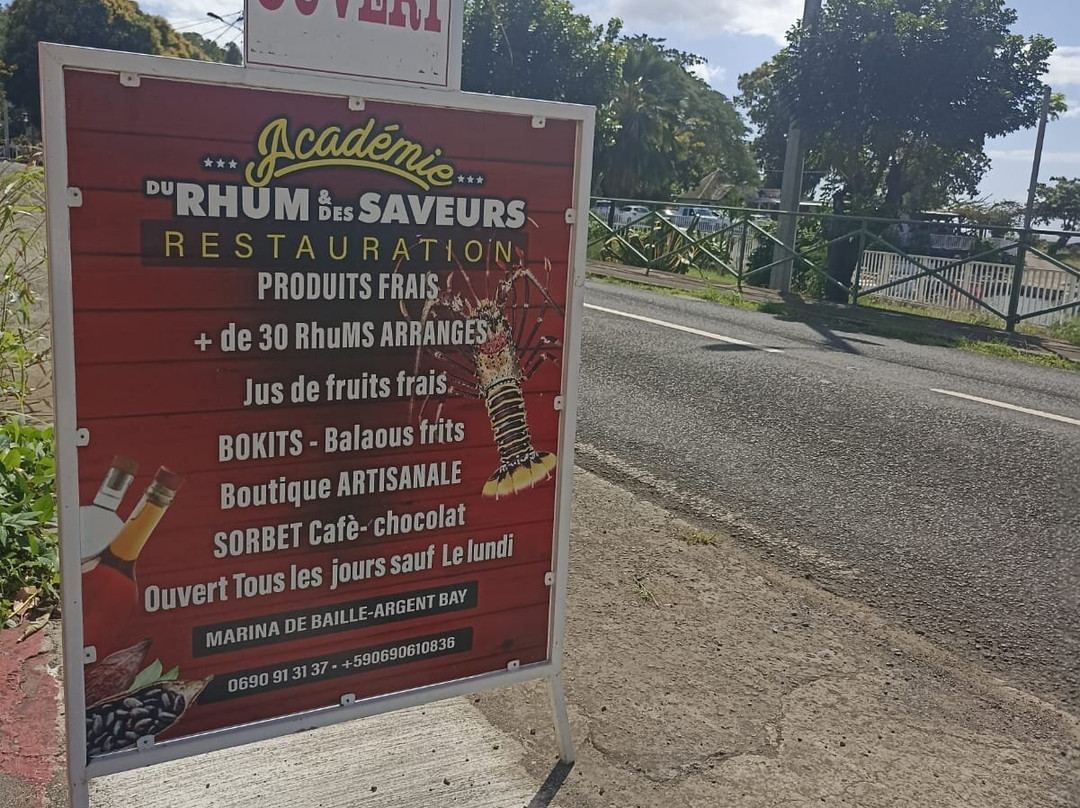 OUVERT
Académie
DU RHUM & DES SAVEURS
RESTAURATION
PRODUITS FRAIS
+ de 30 RhuMS ARRANGES
Jus de fruits frais
BOKITS - Balaous frits
Boutique ARTISANALE
SORBET Cafè- chocolat
Ouvert Tous les jours sauf Le lundi
MARINA DE BAILLE-ARGENT BAY
0690 91 31 37 - +590690610836